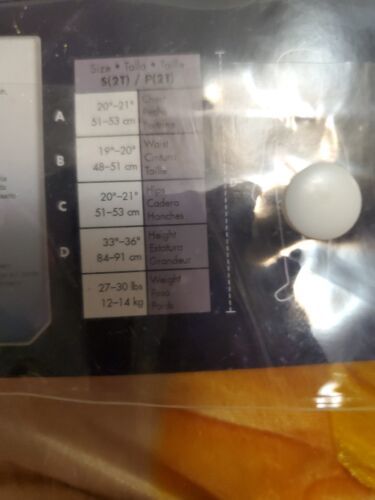 Size • Talla • Taille
S(2T) / P(2T)
A
20"–21"
51–53 cm
Chest
Pecho
Poitrine
B
19"–20"
48–51 cm
Waist
Cintura
Taille
C
20"–21"
51–53 cm
Hips
Cadera
Hanches
D
33"–36"
84–91 cm
Height
Estatura
Grandeur
27–30 lbs
12–14 kg
Weight
Peso
Poids